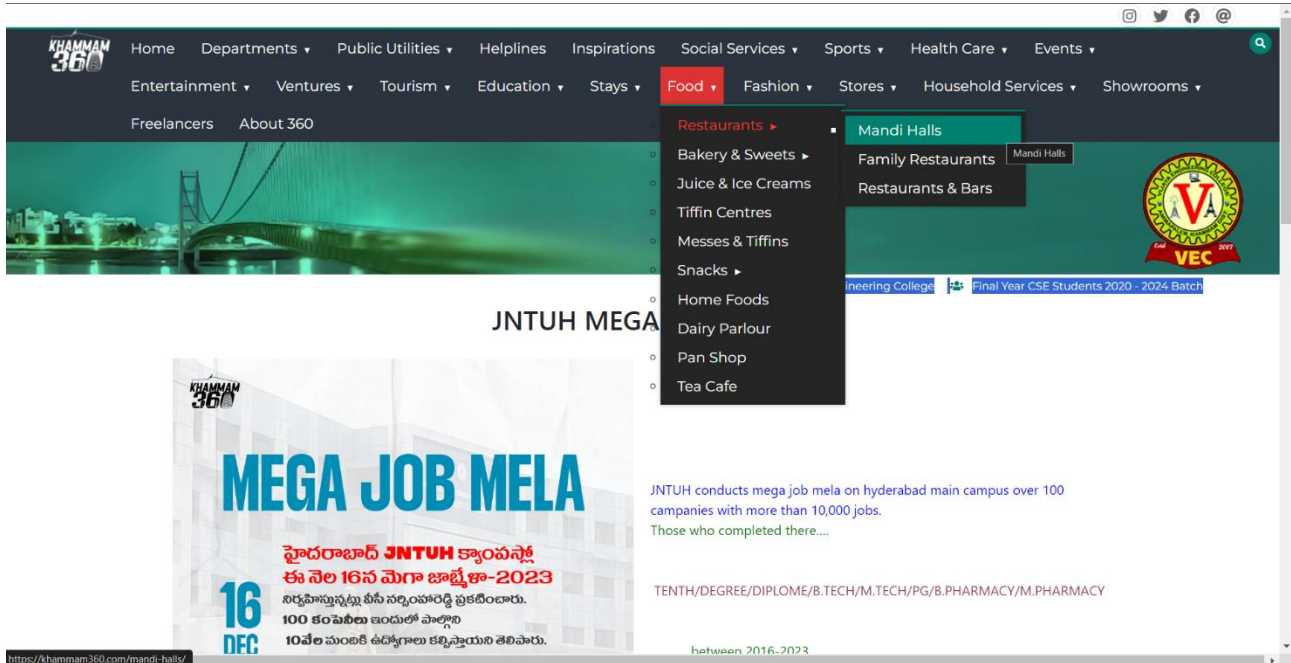 KHAMMAM
360
Home Departments ▾ Public Utilities ▾ Helplines Inspirations Social Services ▾ Sports ▾ Health Care ▾ Events ▾
Entertainment ▾ Ventures ▾ Tourism ▾ Education ▾ Stays ▾ Food ▾ Fashion ▾ Stores ▾ Household Services ▾ Showrooms ▾
Freelancers About 360
Restaurants ▸
Bakery & Sweets ▸
Juice & Ice Creams
Tiffin Centres
Messes & Tiffins
Snacks ▸
Home Foods
Dairy Parlour
Pan Shop
Tea Cafe
Mandi Halls
Family Restaurants
Restaurants & Bars
Mandi Halls
V
VEC
ineering College Final Year CSE Students 2020 - 2024 Batch
JNTUH MEGA
KHAMMAM
360
MEGA JOB MELA
హైదరాబాద్ JNTUH క్యాంపస్లో
ఈ నెల 16న మెగా జాబ్మేళా-2023
నిర్వహిస్తున్నట్లు వీసీ నర్సింహారెడ్డి ప్రకటించారు.
100 కంపెనీలు ఇందులో పాల్గొని
10వేల మందికి ఉద్యోగాలు కల్పిస్తాయని తెలిపారు.
16
DEC
JNTUH conducts mega job mela on hyderabad main campus over 100
campanies with more than 10,000 jobs.
Those who completed there....
TENTH/DEGREE/DIPLOME/B.TECH/M.TECH/PG/B.PHARMACY/M.PHARMACY
between 2016-2023
https://khammam360.com/mandi-halls/